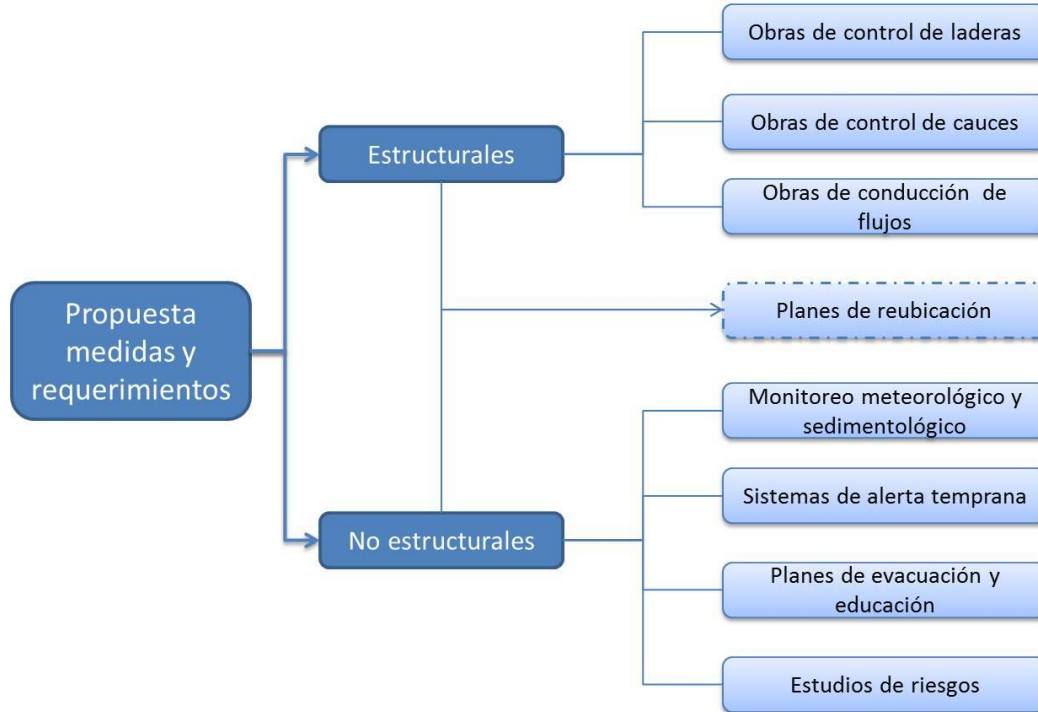 Propuesta
medidas y
requerimientos
Estructurales
No estructurales
Obras de control de laderas
Obras de control de cauces
Obras de conducción de
flujos
Planes de reubicación
Monitoreo meteorológico y
sedimentológico
Sistemas de alerta temprana
Planes de evacuación y
educación
Estudios de riesgos